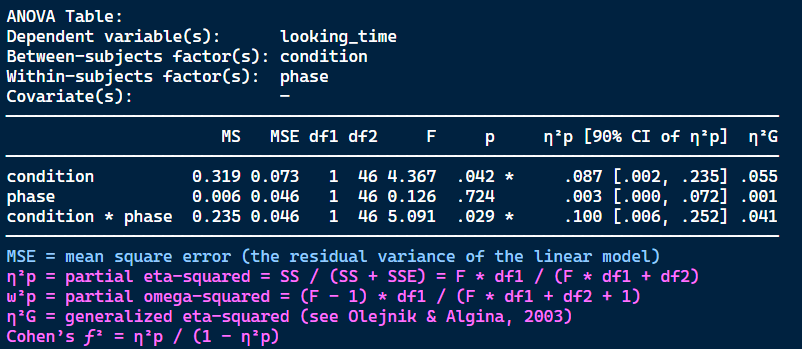 ANOVA Table:
Dependent variable(s):      looking_time
Between-subjects factor(s): condition
Within-subjects factor(s):  phase
Covariate(s):               –
MS   MSE df1 df2     F     p     η²p [90% CI of η²p]  η²G
condition         0.319 0.073   1  46 4.367  .042 *     .087 [.002, .235] .055
phase             0.006 0.046   1  46 0.126  .724       .003 [.000, .072] .001
condition * phase 0.235 0.046   1  46 5.091  .029 *     .100 [.006, .252] .041
MSE = mean square error (the residual variance of the linear model)
η²p = partial eta-squared = SS / (SS + SSE) = F * df1 / (F * df1 + df2)
ω²p = partial omega-squared = (F - 1) * df1 / (F * df1 + df2 + 1)
η²G = generalized eta-squared (see Olejnik & Algina, 2003)
Cohen's ƒ² = η²p / (1 - η²p)